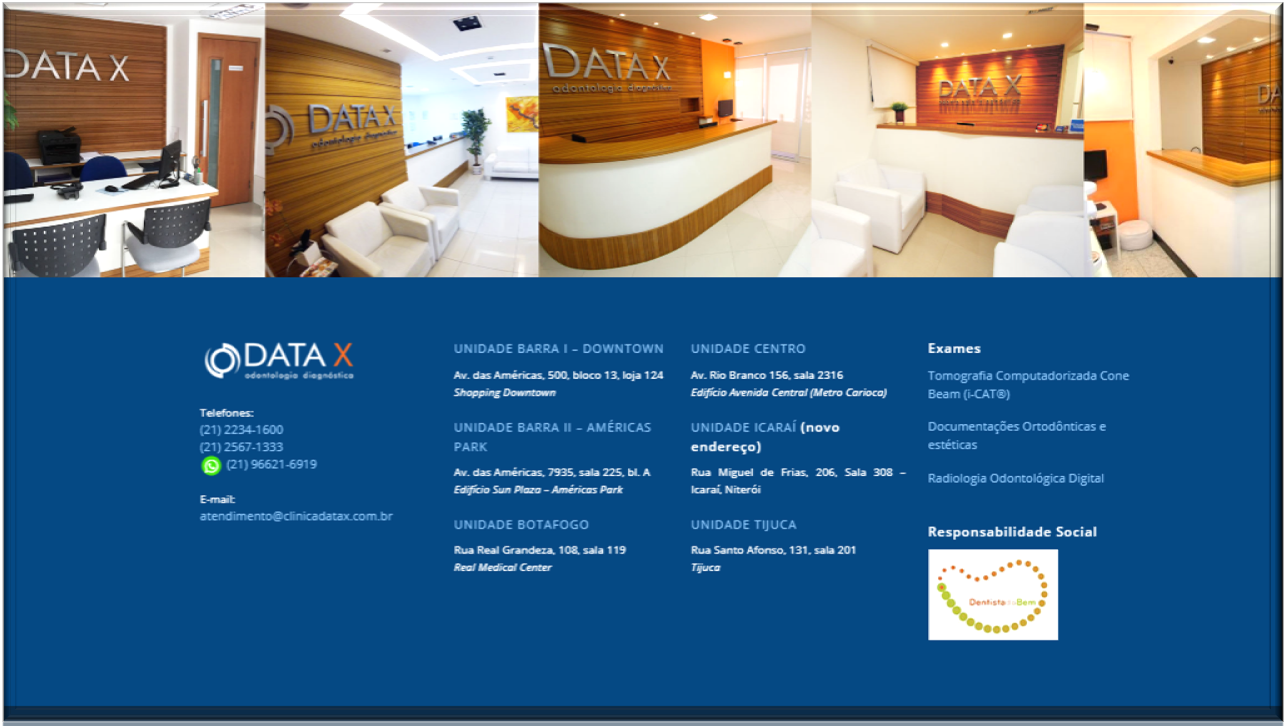 DATA X
DATA X
odontologia diagnóstica
DATA X
odontologia diagnóstica
DATA X
DATA X
odontologia diagnóstica
Telefones:
(21) 2234-1600
(21) 2567-1333
(21) 96621-6919
E-mail:
atendimento@clinicadatax.com.br
UNIDADE BARRA I – DOWNTOWN
Av. das Américas, 500, bloco 13, loja 124
Shopping Downtown
UNIDADE BARRA II – AMÉRICAS
PARK
Av. das Américas, 7935, sala 225, bl. A
Edifício Sun Plaza – Américas Park
UNIDADE BOTAFOGO
Rua Real Grandeza, 108, sala 119
Real Medical Center
UNIDADE CENTRO
Av. Rio Branco 156, sala 2316
Edifício Avenida Central (Metro Carioca)
UNIDADE ICARAÍ (novo
endereço)
Rua Miguel de Frias, 206, Sala 308 –
Icaraí, Niterói
UNIDADE TIJUCA
Rua Santo Afonso, 131, sala 201
Tijuca
Exames
Tomografia Computadorizada Cone
Beam (i-CAT®)
Documentações Ortodônticas e
estéticas
Radiologia Odontológica Digital
Responsabilidade Social
Dentista do Bem